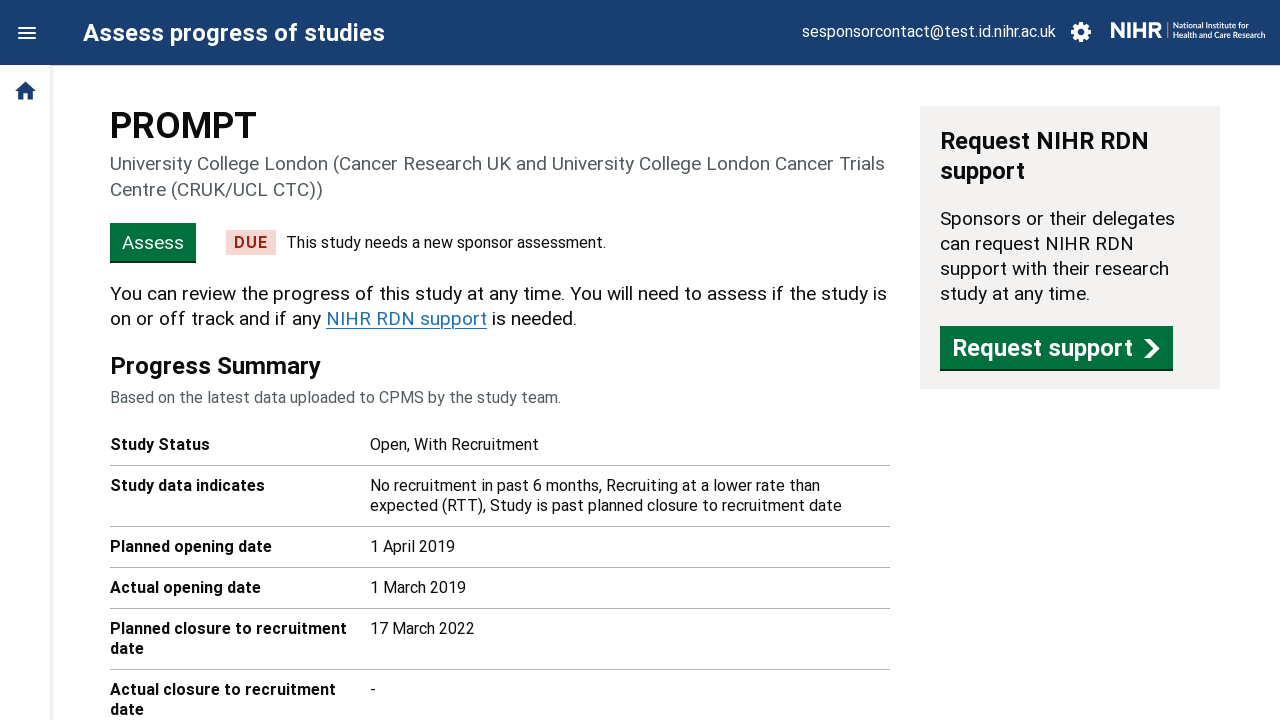 Assess progress of studies
sesponsorcontact@test.id.nihr.ac.uk
NIHR | National Institute for
Health and Care Research
PROMPT
University College London (Cancer Research UK and University College London Cancer Trials
Centre (CRUK/UCL CTC))
Assess
DUE This study needs a new sponsor assessment.
You can review the progress of this study at any time. You will need to assess if the study is
on or off track and if any NIHR RDN support is needed.
Progress Summary
Based on the latest data uploaded to CPMS by the study team.
Study Status Open, With Recruitment
Study data indicates No recruitment in past 6 months, Recruiting at a lower rate than
expected (RTT), Study is past planned closure to recruitment date
Planned opening date 1 April 2019
Actual opening date 1 March 2019
Planned closure to recruitment 17 March 2022
date
Actual closure to recruitment -
date
Request NIHR RDN
support
Sponsors or their delegates
can request NIHR RDN
support with their research
study at any time.
Request support